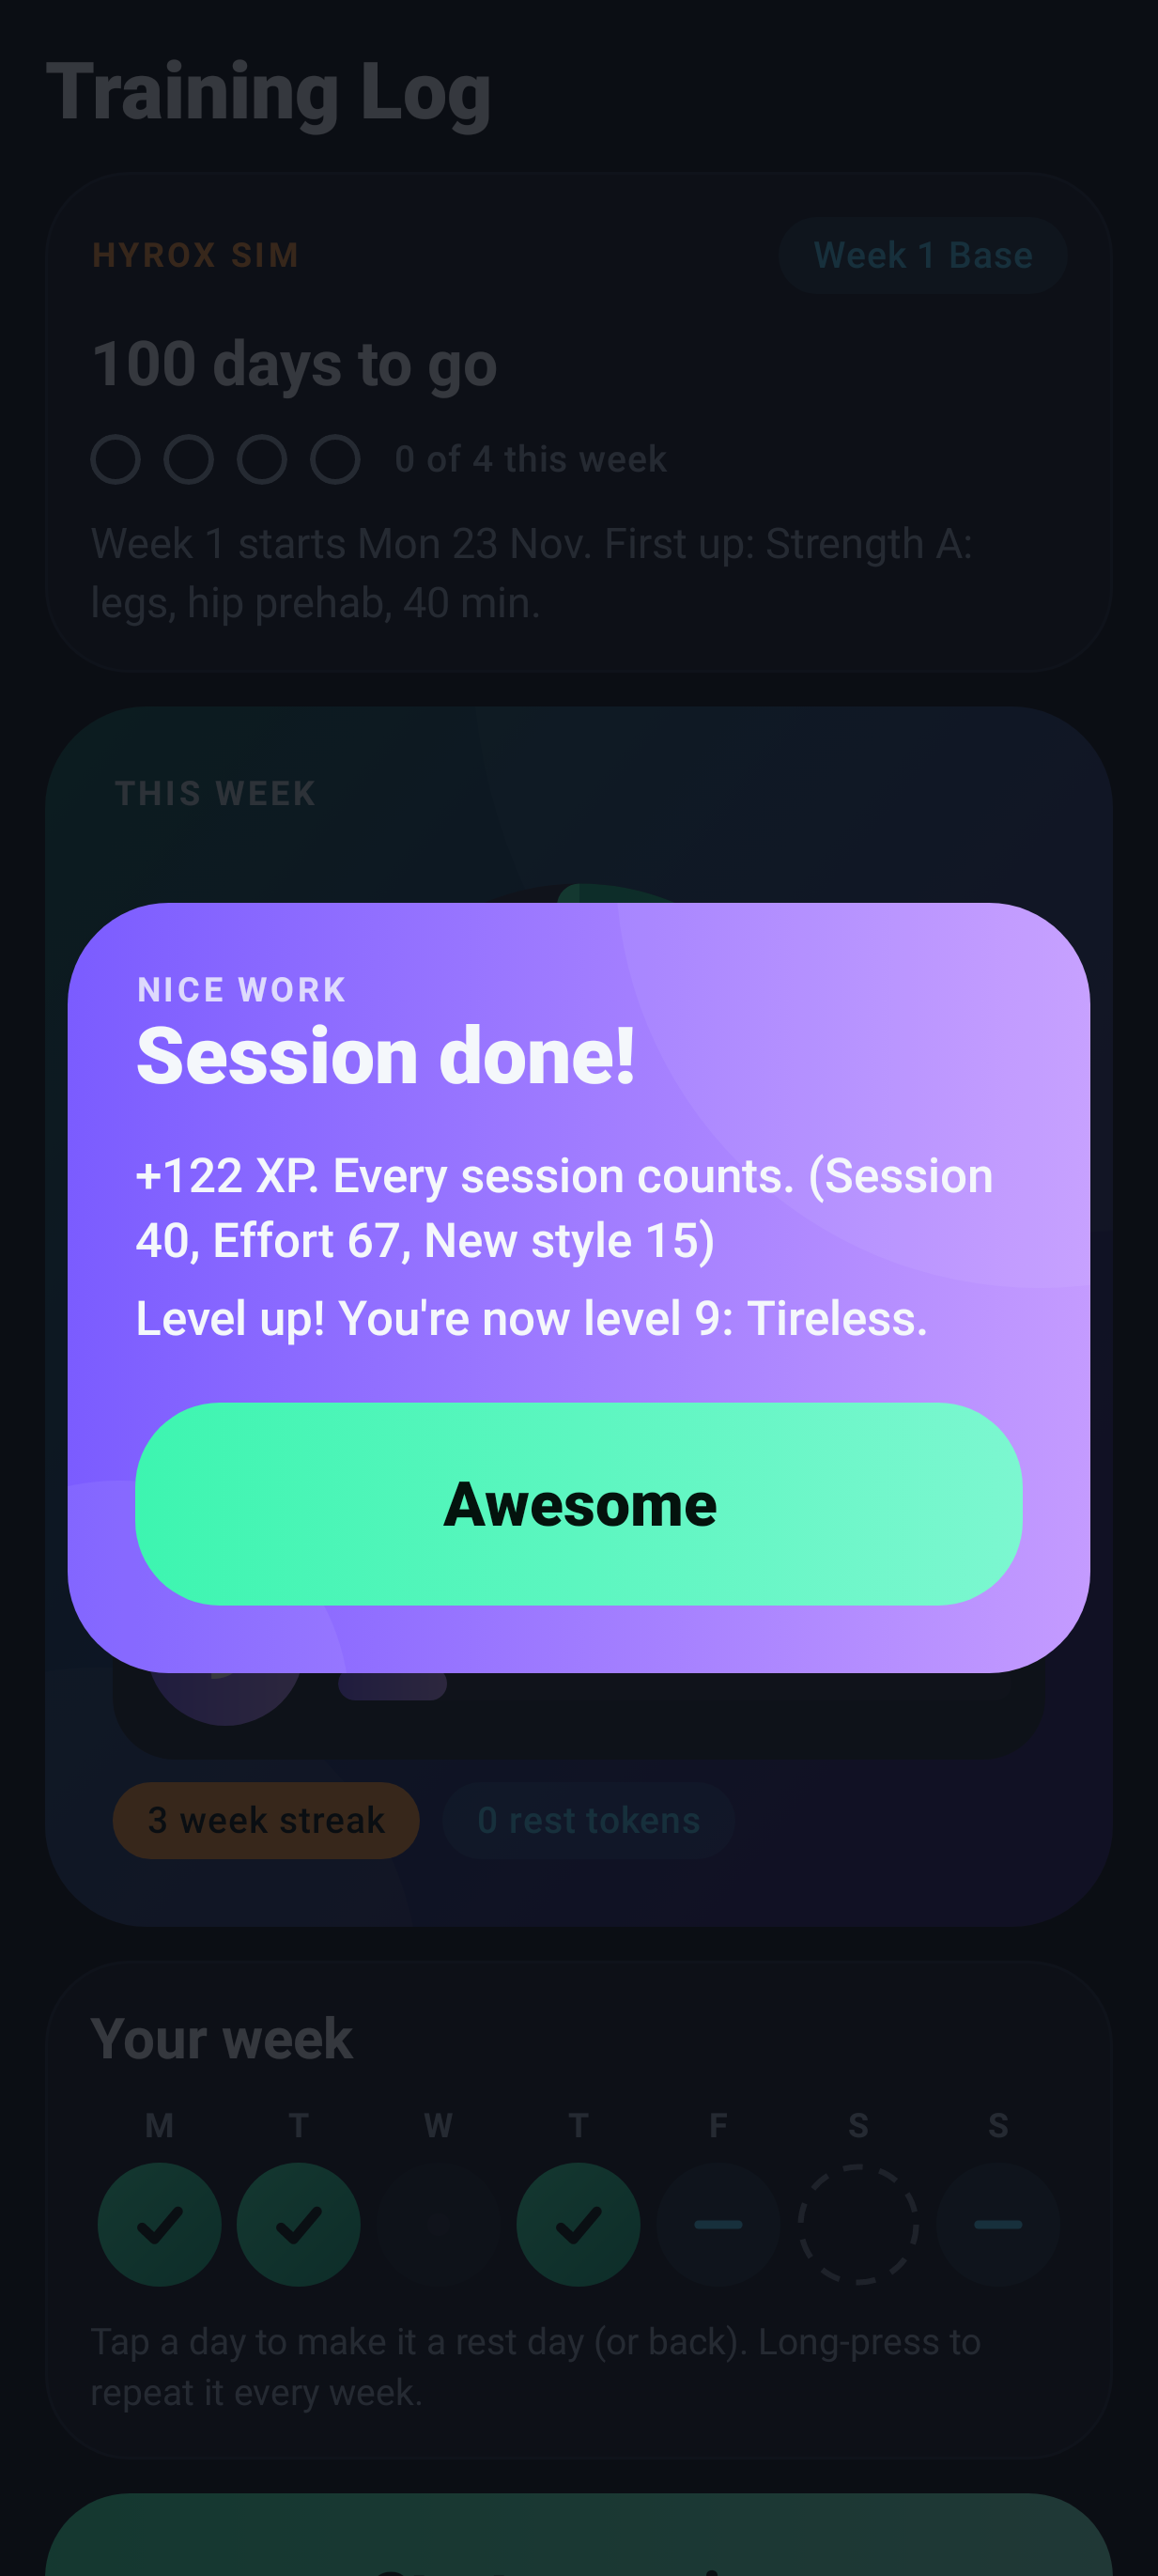 Training Log
HYROX SIM
Week 1 Base
100 days to go
0 of 4 this week
Week 1 starts Mon 23 Nov. First up: Strength A:
legs, hip prehab, 40 min.
THIS WEEK
NICE WORK
Session done!
+122 XP. Every session counts. (Session
40, Effort 67, New style 15)
Level up! You're now level 9: Tireless.
Awesome
3 week streak
0 rest tokens
Your week
M T W T F S S
Tap a day to make it a rest day (or back). Long-press to
repeat it every week.